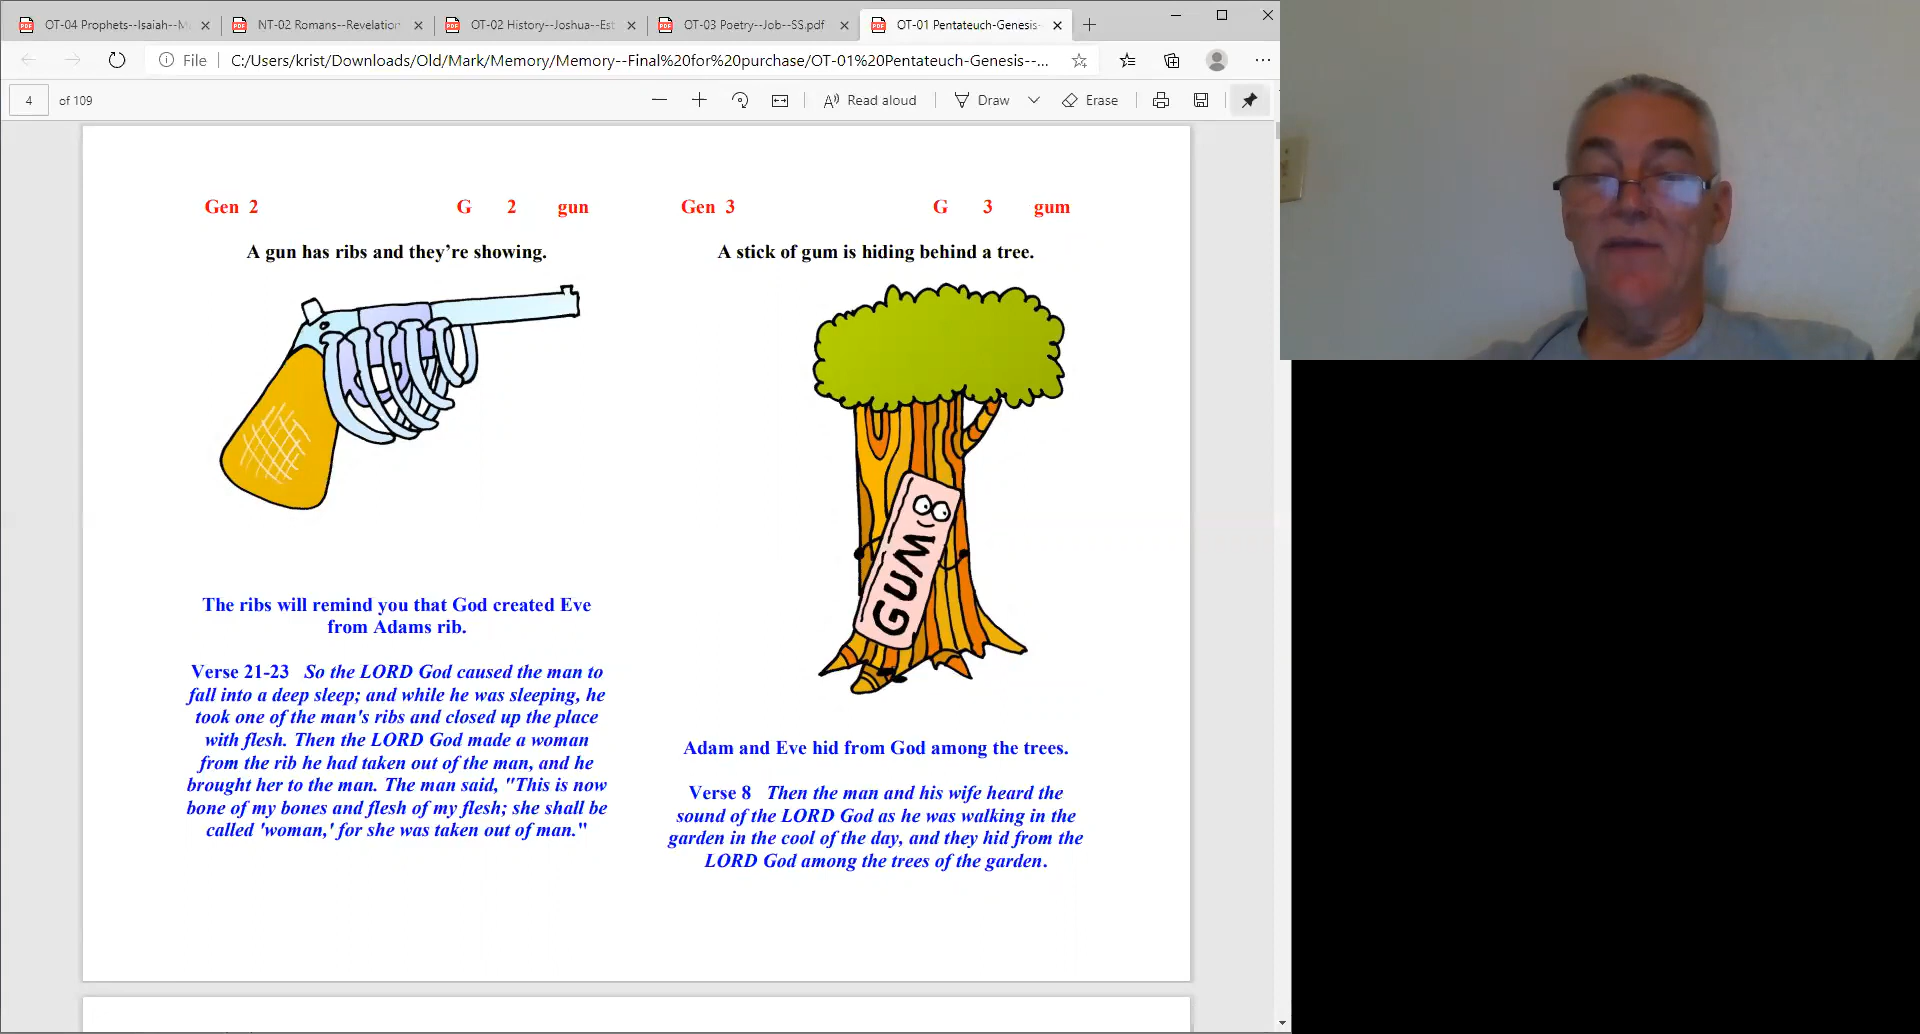 OT-04 Prophets--Isaiah--M
NT-02 Romans--Revelation
OT-02 History--Joshua--Est
OT-03 Poetry--Job--SS.pdf
OT-01 Pentateuch-Genesis-
File
C:/Users/krist/Downloads/Old/Mark/Memory/Memory--Final%20for%20purchase/OT-01%20Pentateuch-Genesis--...
4 of 109
Read aloud
Draw
Erase
Gen 2 G 2 gun
A gun has ribs and they’re showing.
The ribs will remind you that God created Eve
from Adams rib.
Verse 21-23 So the LORD God caused the man to
fall into a deep sleep; and while he was sleeping, he
took one of the man's ribs and closed up the place
with flesh. Then the LORD God made a woman
from the rib he had taken out of the man, and he
brought her to the man. The man said, "This is now
bone of my bones and flesh of my flesh; she shall be
called 'woman,' for she was taken out of man."
Gen 3 G 3 gum
A stick of gum is hiding behind a tree.
GUM
Adam and Eve hid from God among the trees.
Verse 8 Then the man and his wife heard the
sound of the LORD God as he was walking in the
garden in the cool of the day, and they hid from the
LORD God among the trees of the garden.